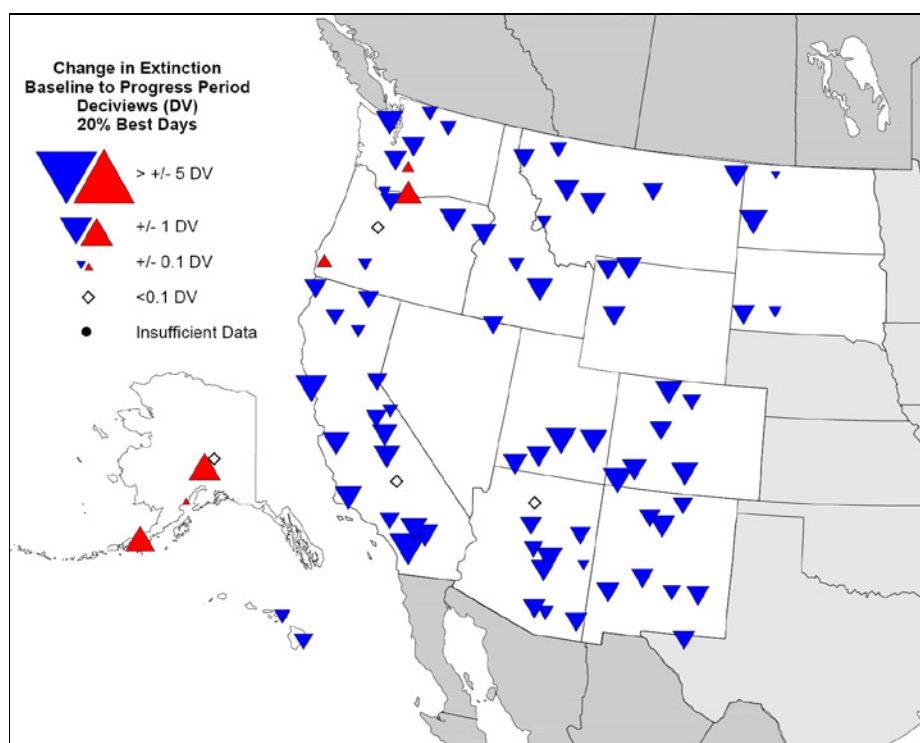 Change in Extinction
Baseline to Progress Period
Deciviews (DV)
20% Best Days
> +/- 5 DV
+/- 1 DV
+/- 0.1 DV
<0.1 DV
Insufficient Data